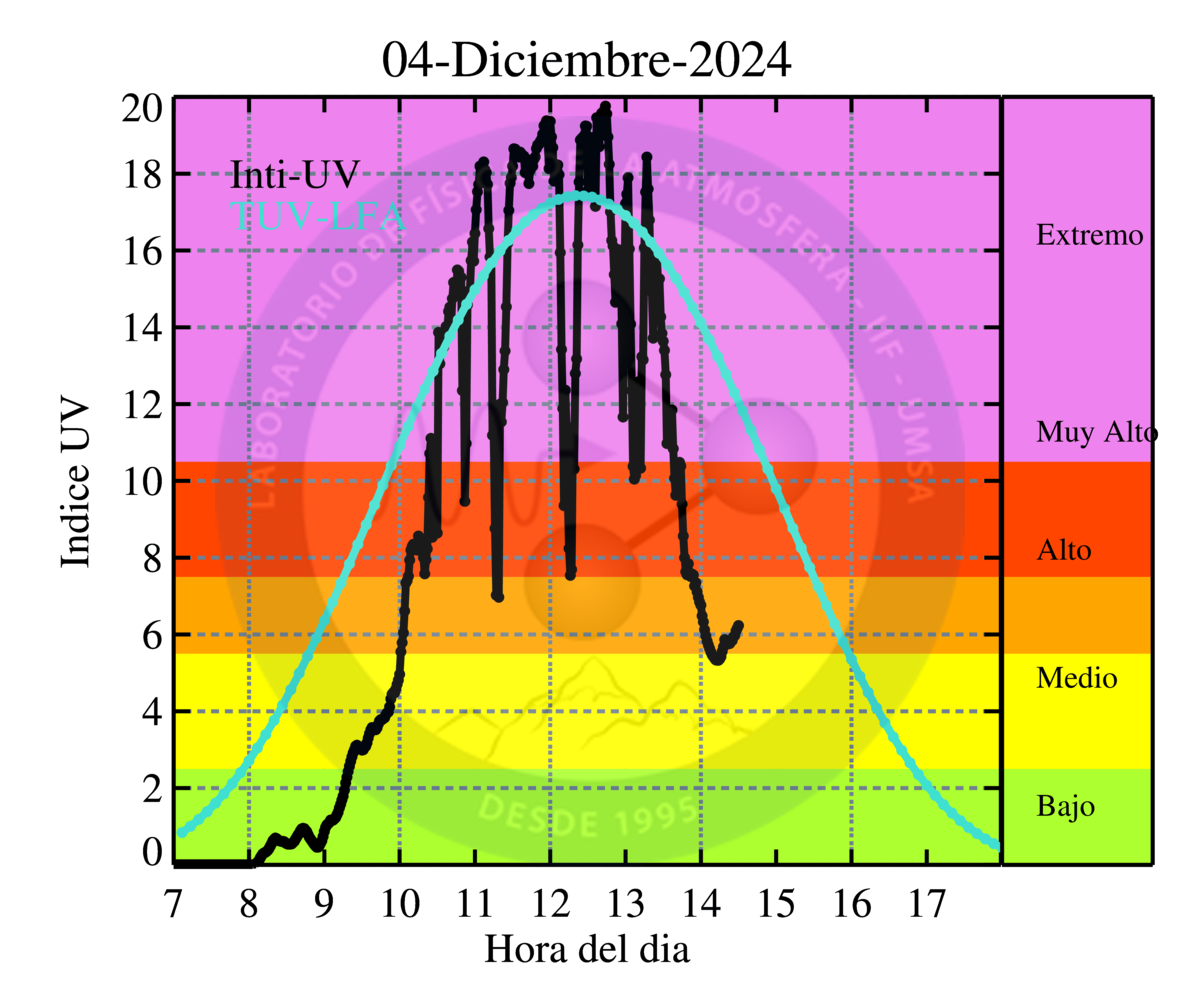 04-Diciembre-2024
20
18
16
14
12
10
8
6
4
2
0
Indice UV
Inti-UV
TUV-LFA
LABORATORIO DE FÍSICA DE LA ATMÓSFERA - IIF - UMSA
DESDE 1995
Extremo
Muy Alto
Alto
Medio
Bajo
7 8 9 10 11 12 13 14 15 16 17
Hora del dia